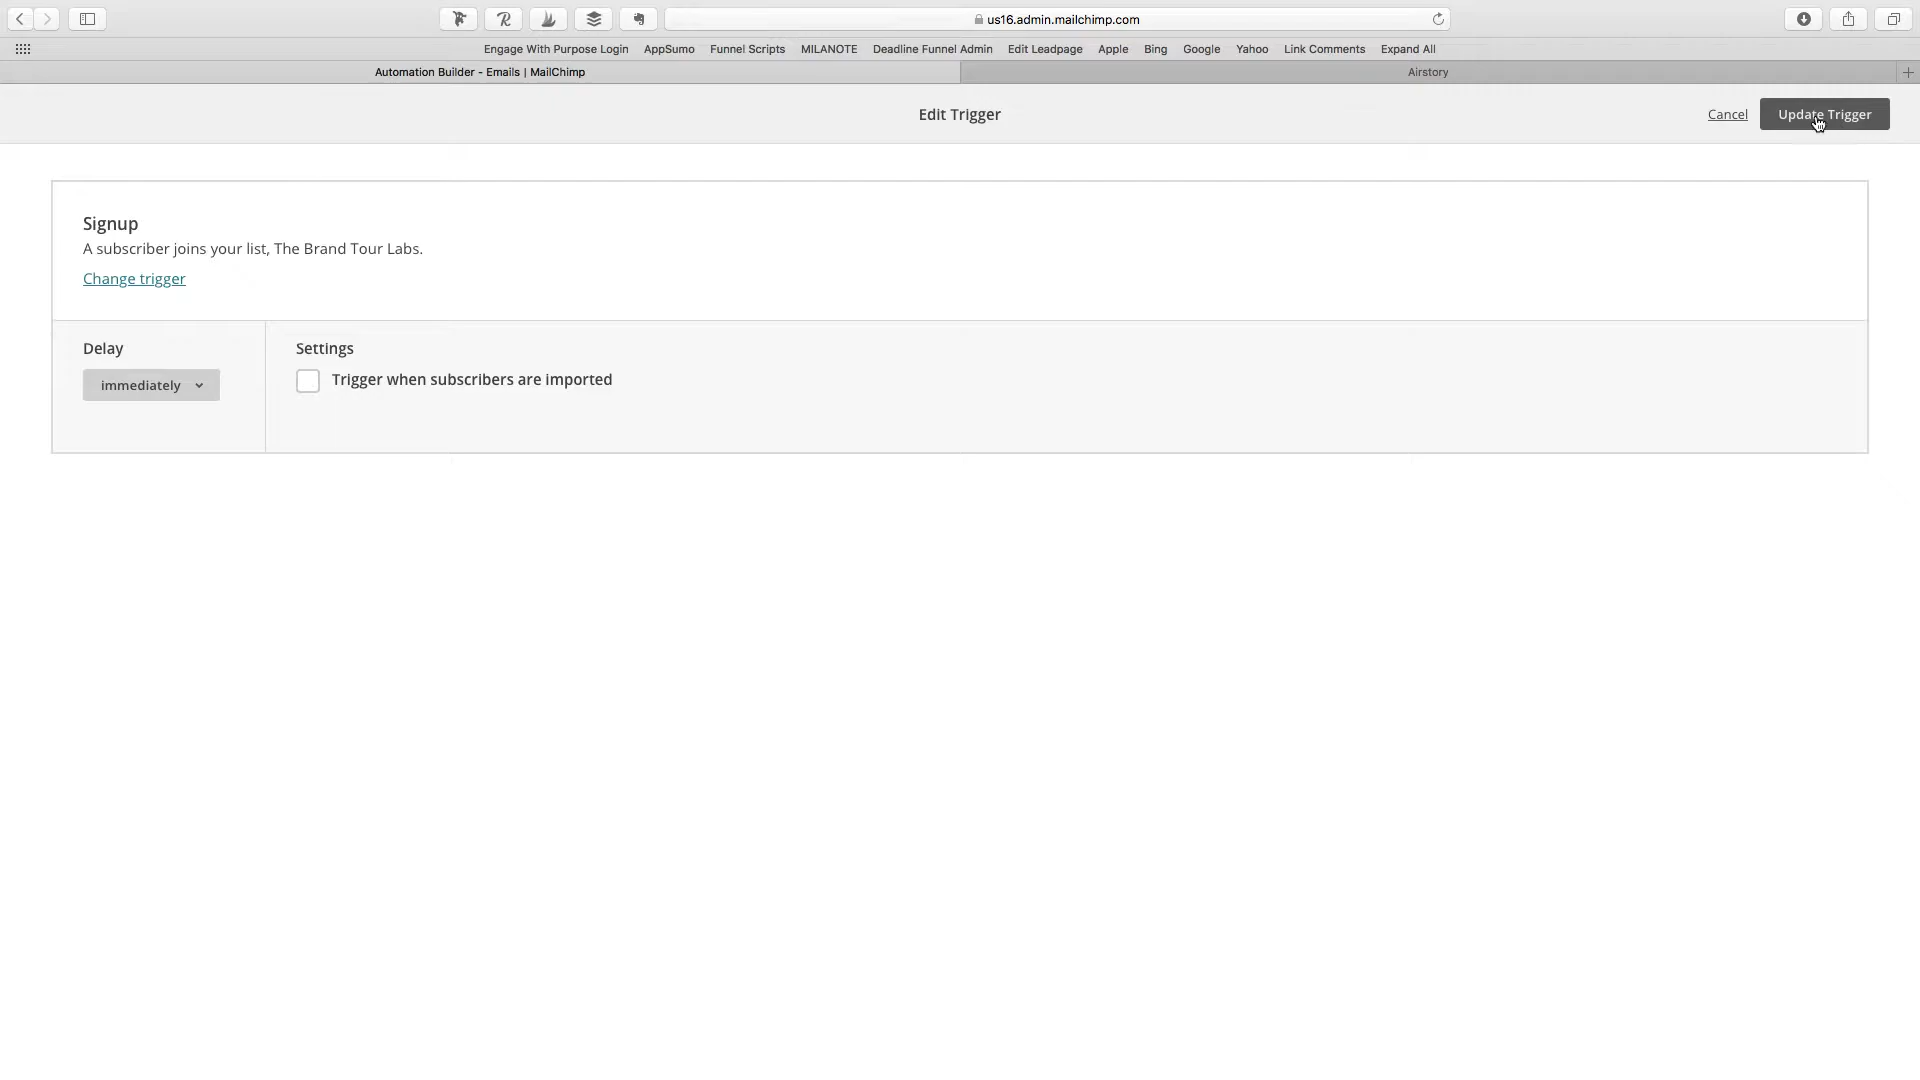 us16.admin.mailchimp.com
Engage With Purpose Login AppSumo Funnel Scripts MILANOTE Deadline Funnel Admin Edit Leadpage Apple Bing Google Yahoo Link Comments Expand All
Automation Builder - Emails | MailChimp Airstory
Edit Trigger Cancel Update Trigger
Signup
A subscriber joins your list, The Brand Tour Labs.
Change trigger
Delay Settings
immediately Trigger when subscribers are imported